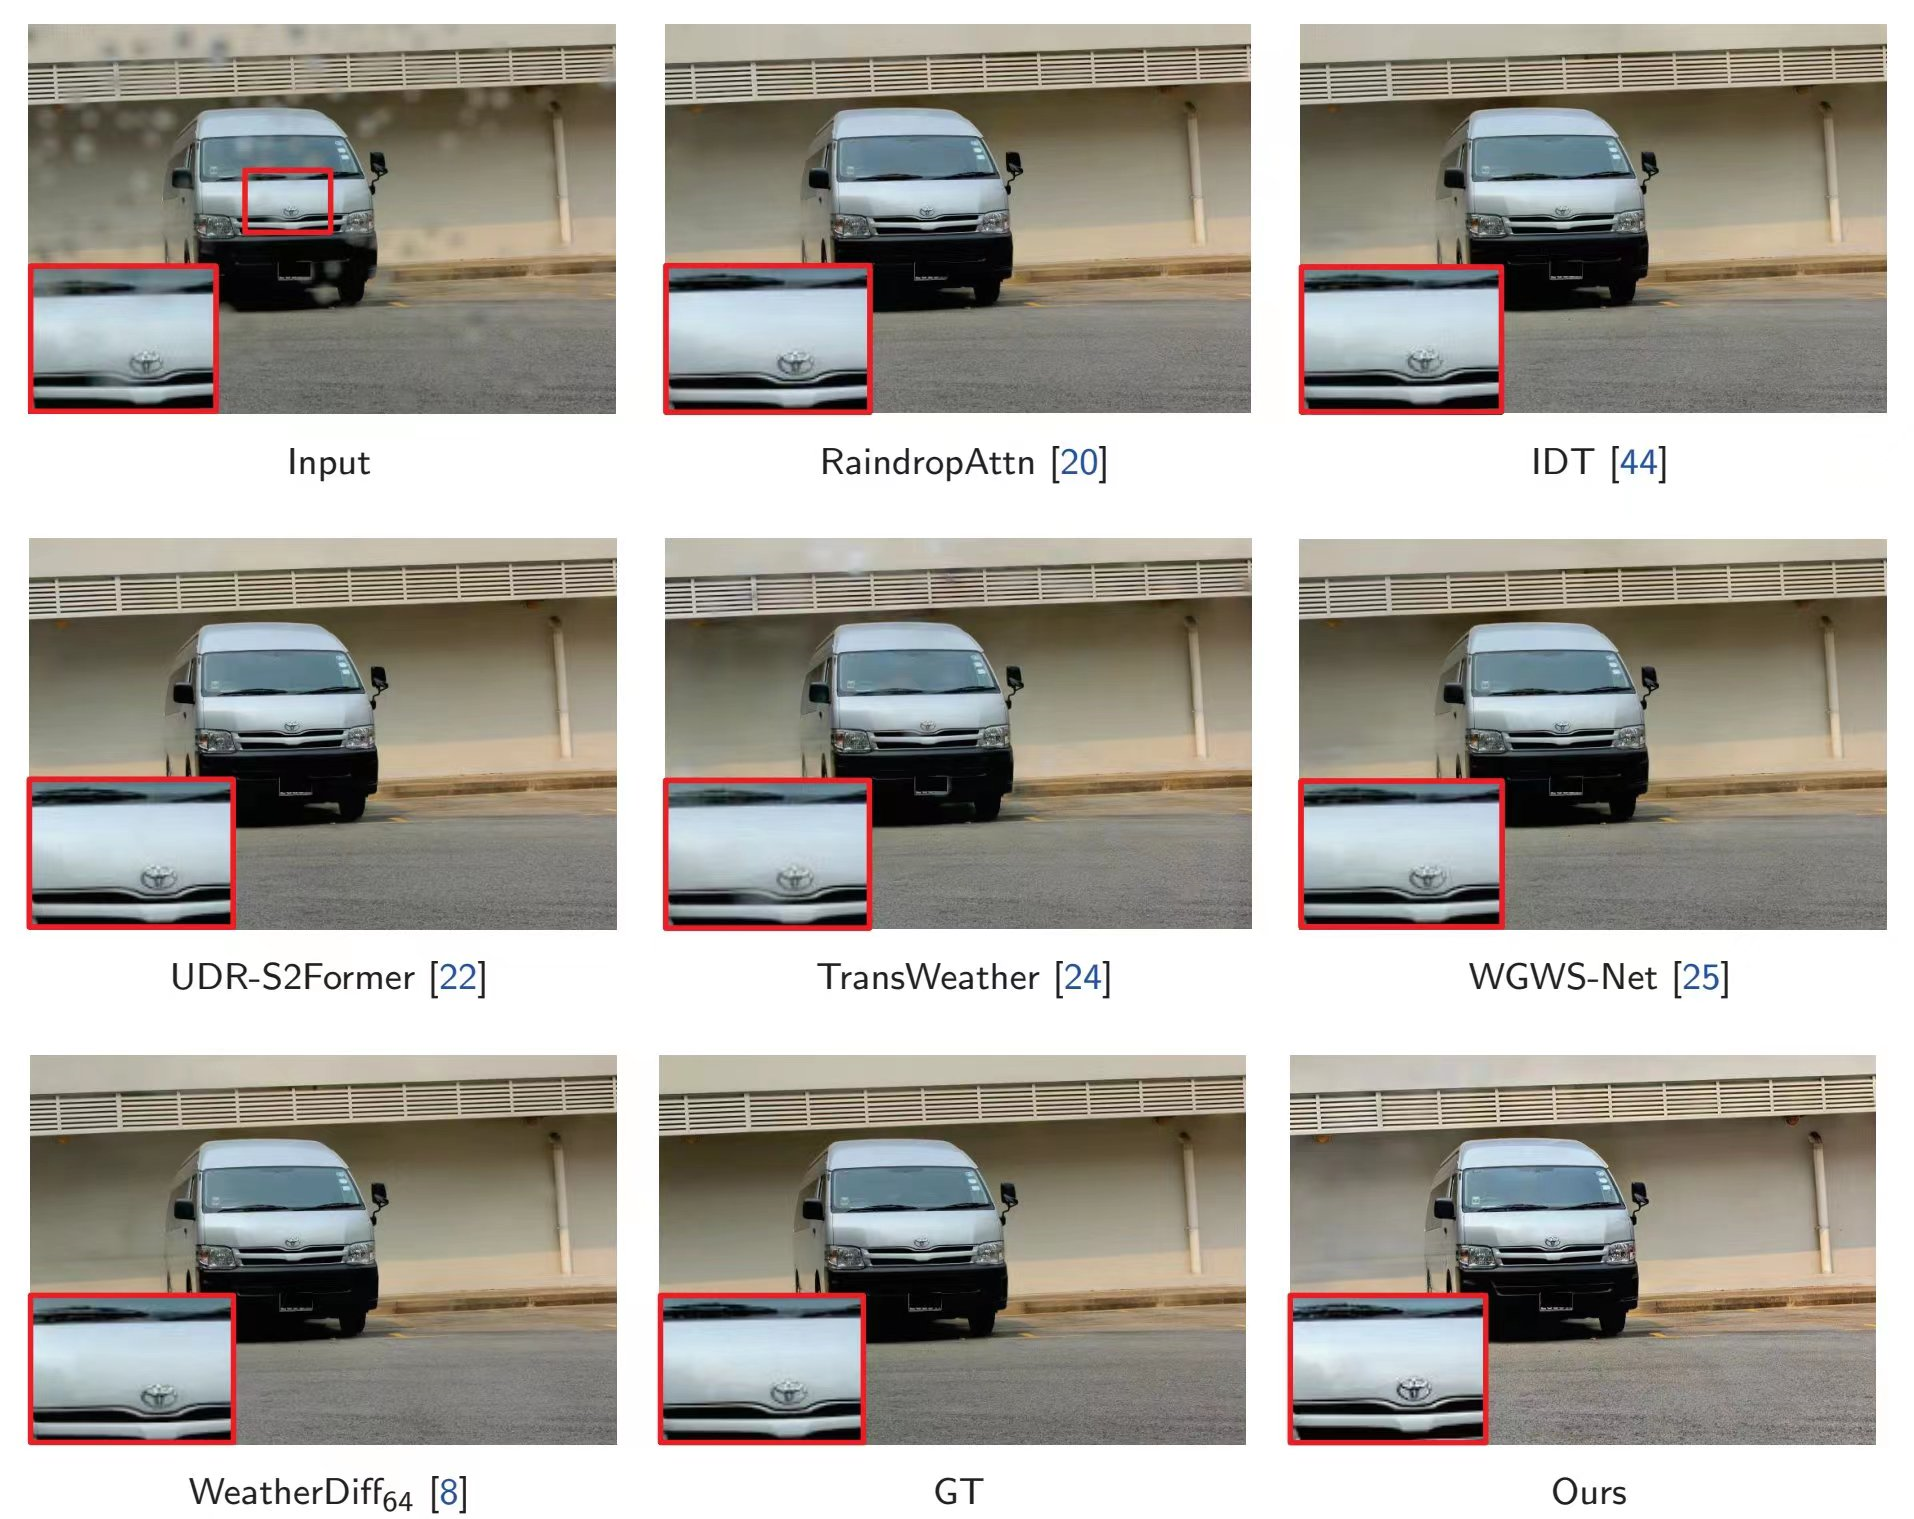 Input
RaindropAttn [20]
IDT [44]
UDR-S2Former [22]
TransWeather [24]
WGWS-Net [25]
WeatherDiff₆₄ [8]
GT
Ours